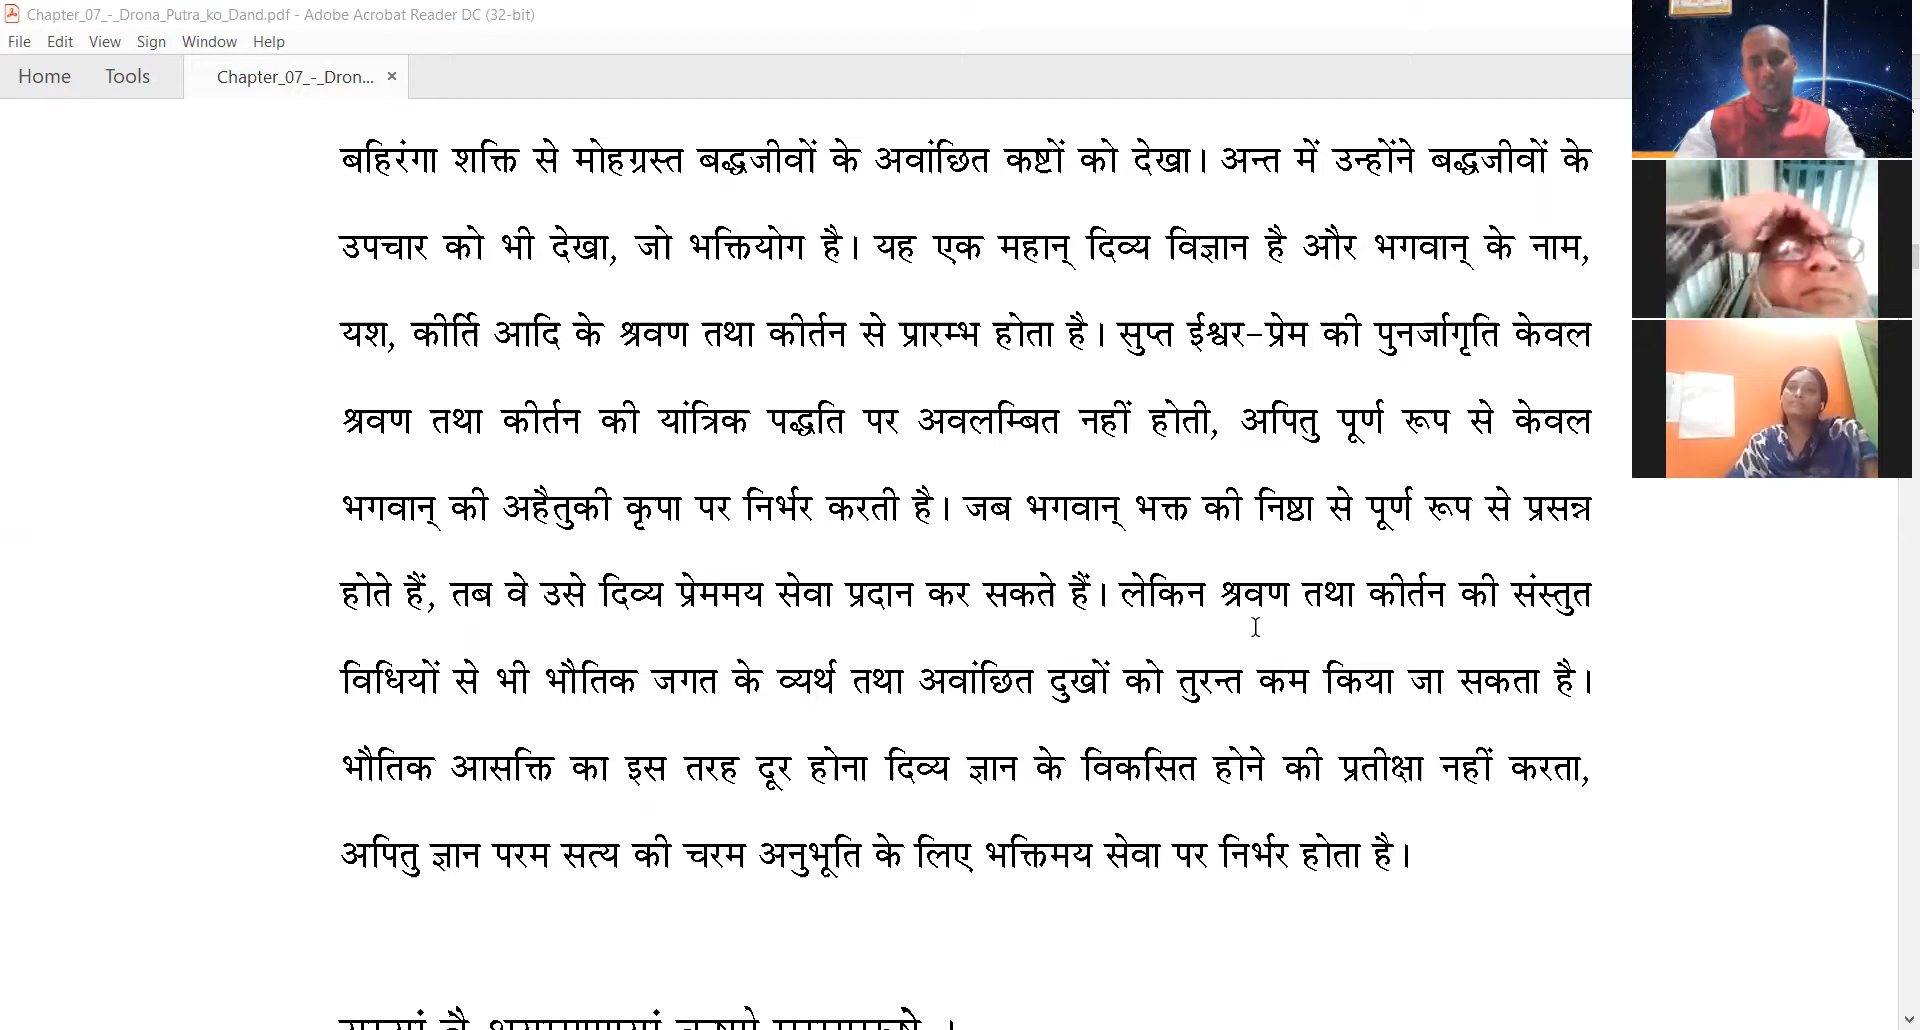 Chapter_07_-_Drona_Putra_ko_Dand.pdf - Adobe Acrobat Reader DC (32-bit)
File Edit View Sign Window Help
Home Tools Chapter_07_-_Dron... ×
बहिरंगा शक्ति से मोहग्रस्त बद्धजीवों के अवांछित कष्टों को देखा। अन्त में उन्होंने बद्धजीवों के
उपचार को भी देखा, जो भक्तियोग है। यह एक महान् दिव्य विज्ञान है और भगवान् के नाम,
यश, कीर्ति आदि के श्रवण तथा कीर्तन से प्रारम्भ होता है। सुप्त ईश्वर-प्रेम की पुनर्जागृति केवल
श्रवण तथा कीर्तन की यांत्रिक पद्धति पर अवलम्बित नहीं होती, अपितु पूर्ण रूप से केवल
भगवान् की अहैतुकी कृपा पर निर्भर करती है। जब भगवान् भक्त की निष्ठा से पूर्ण रूप से प्रसन्न
होते हैं, तब वे उसे दिव्य प्रेममय सेवा प्रदान कर सकते हैं। लेकिन श्रवण तथा कीर्तन की संस्तुत
विधियों से भी भौतिक जगत के व्यर्थ तथा अवांछित दुखों को तुरन्त कम किया जा सकता है।
भौतिक आसक्ति का इस तरह दूर होना दिव्य ज्ञान के विकसित होने की प्रतीक्षा नहीं करता,
अपितु ज्ञान परम सत्य की चरम अनुभूति के लिए भक्तिमय सेवा पर निर्भर होता है।